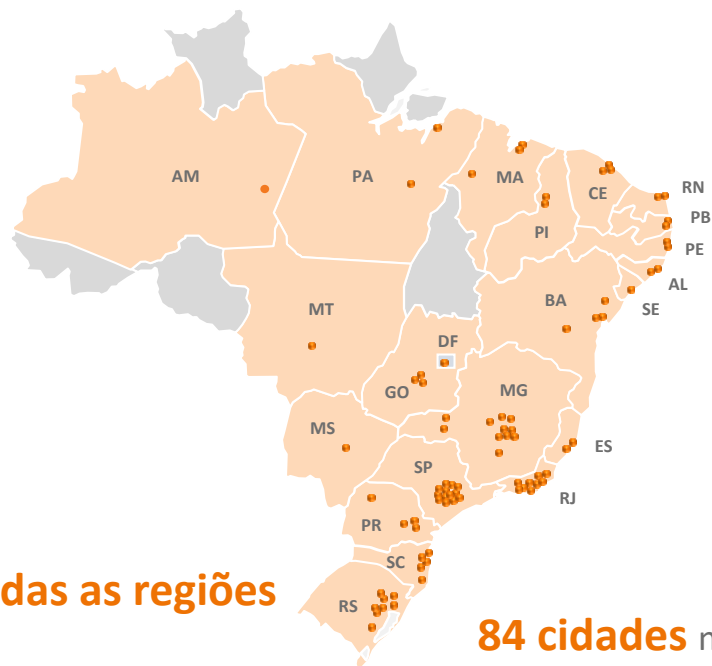 AM
PA
MA
CE
RN
PB
PI
PE
AL
BA
SE
MT
DF
GO
MG
MS
ES
SP
RJ
PR
SC
das as regiões
RS
84 cidades n